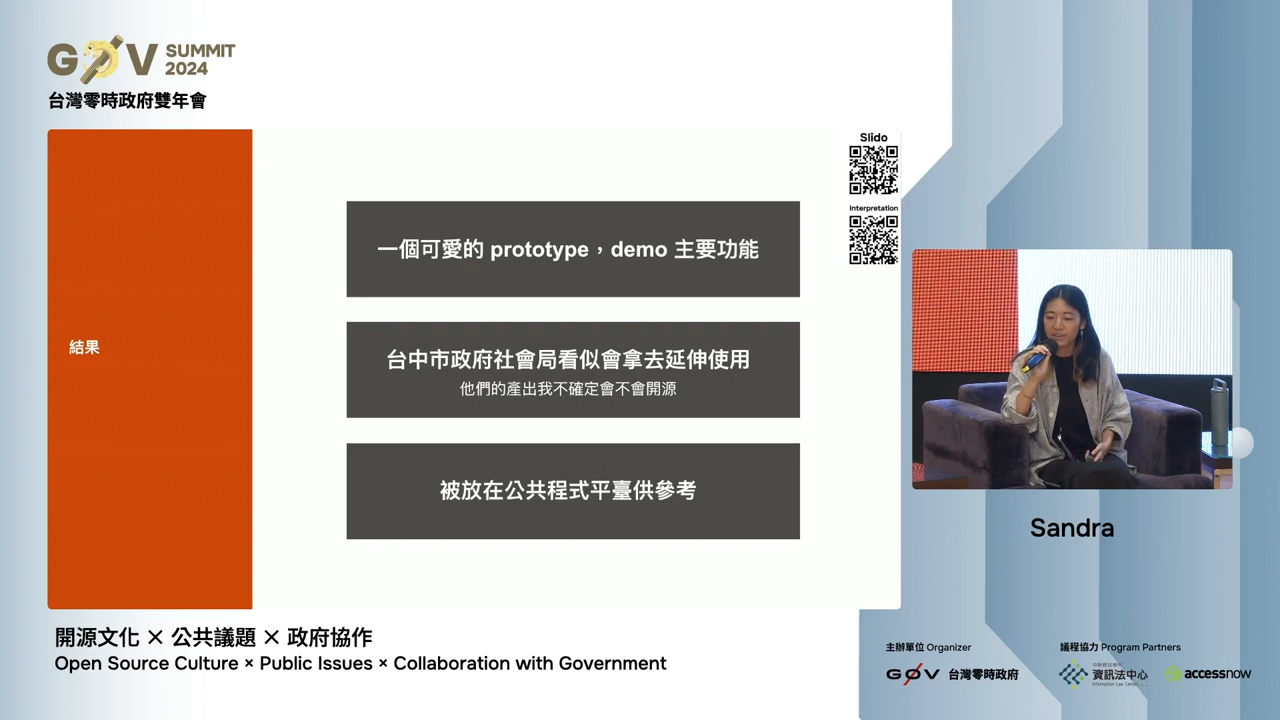 G0V SUMMIT 2024
台灣零時政府雙年會
Slido
Interpretation
結果
一個可愛的 prototype，demo 主要功能
台中市政府社會局看似會拿去延伸使用
他們的產出我不確定會不會開源
被放在公共程式平臺供參考
Sandra
開源文化 × 公共議題 × 政府協作
Open Source Culture × Public Issues × Collaboration with Government
主辦單位 Organizer
G0V 台灣零時政府
議程協力 Program Partners
資訊法中心
Information Law Center
accessnow